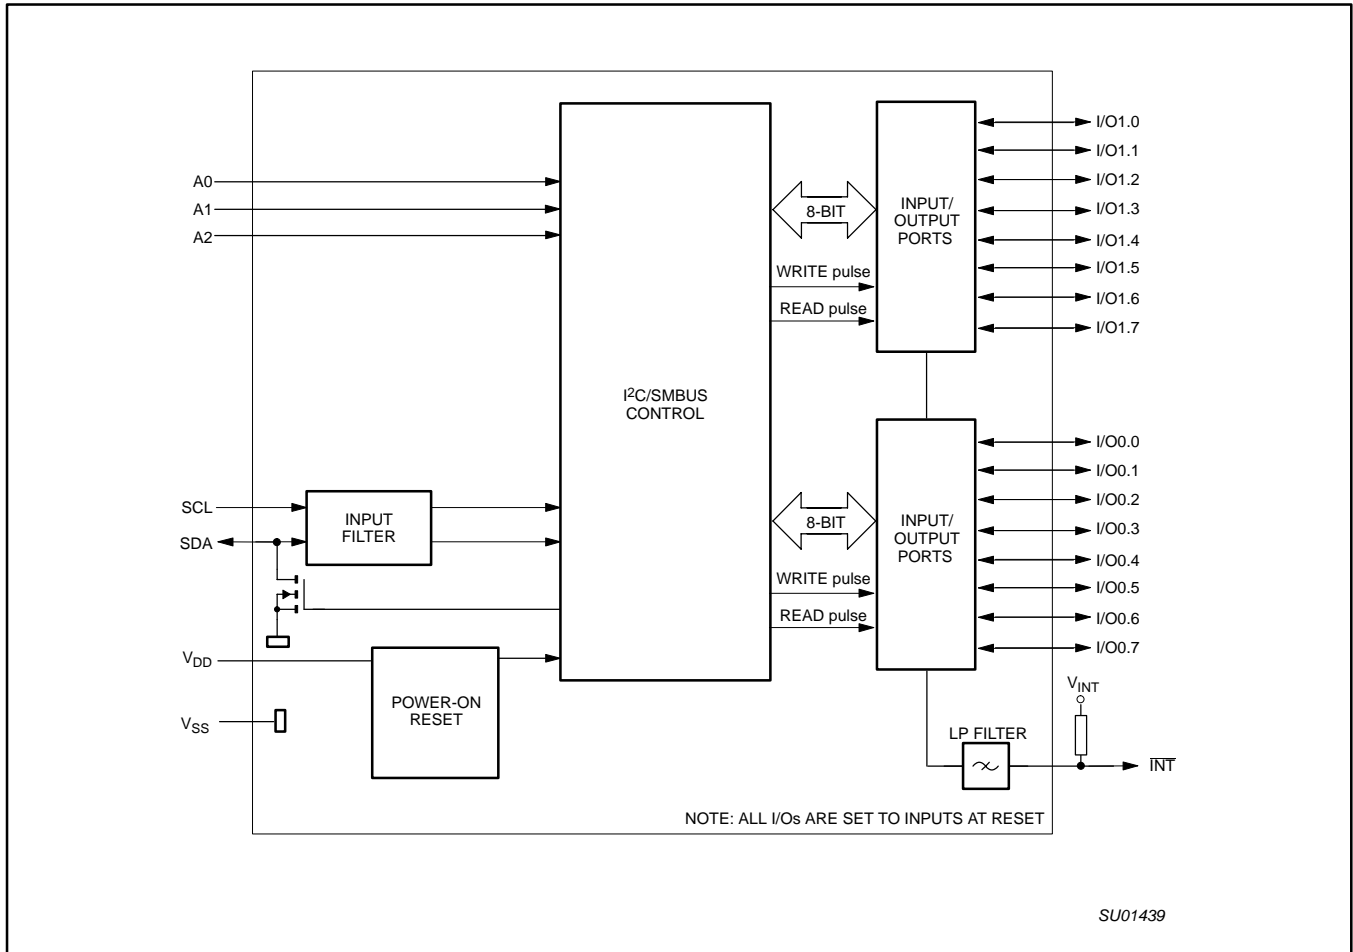 A0
A1
A2
SCL
SDA
VDD
VSS
INPUT
FILTER
POWER-ON
RESET
I²C/SMBUS
CONTROL
8-BIT
WRITE pulse
READ pulse
INPUT/
OUTPUT
PORTS
I/O1.0
I/O1.1
I/O1.2
I/O1.3
I/O1.4
I/O1.5
I/O1.6
I/O1.7
8-BIT
WRITE pulse
READ pulse
INPUT/
OUTPUT
PORTS
I/O0.0
I/O0.1
I/O0.2
I/O0.3
I/O0.4
I/O0.5
I/O0.6
I/O0.7
VINT
LP FILTER
INT
NOTE: ALL I/Os ARE SET TO INPUTS AT RESET
SU01439